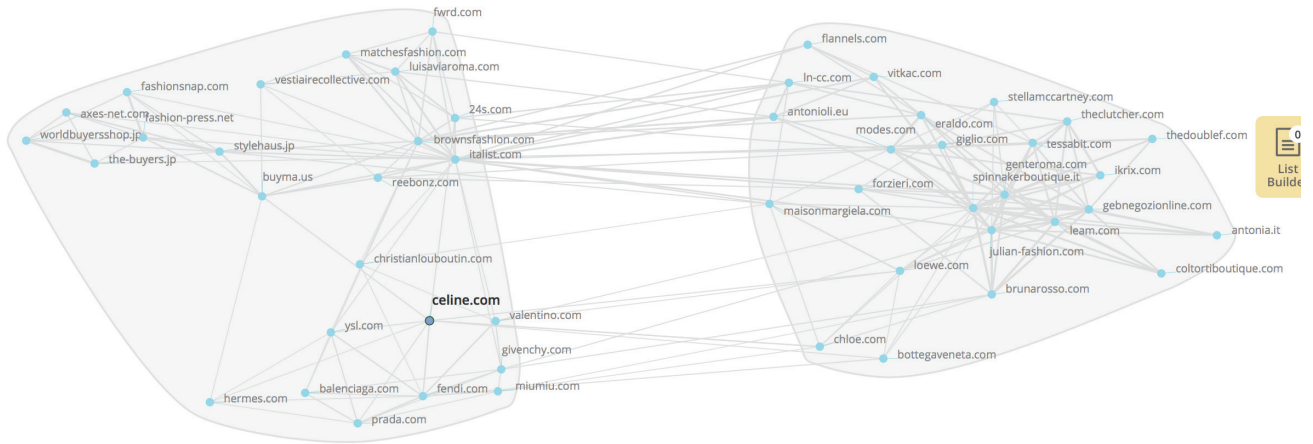 fwrd.com
matchesfashion.com
luisaviaroma.com
vestiairecollective.com
fashionsnap.com
axes-net.com
fashion-press.net
worldbuyersshop.jp
the-buyers.jp
stylehaus.jp
24s.com
brownsfashion.com
italist.com
buyma.us
reebonz.com
christianlouboutin.com
celine.com
ysl.com
valentino.com
givenchy.com
balenciaga.com
fendi.com
miumiu.com
hermes.com
prada.com
flannels.com
ln-cc.com
vitkac.com
stellamccartney.com
antonioli.eu
eraldo.com
theclutcher.com
modes.com
giglio.com
tessabit.com
thedoublef.com
genteroma.com
spinnakerboutique.it
ikrix.com
forzieri.com
maisonmargiela.com
gebnegozionline.com
leam.com
antonia.it
julian-fashion.com
loewe.com
coltortiboutique.com
brunarosso.com
chloe.com
bottegaveneta.com
0
List
Builde